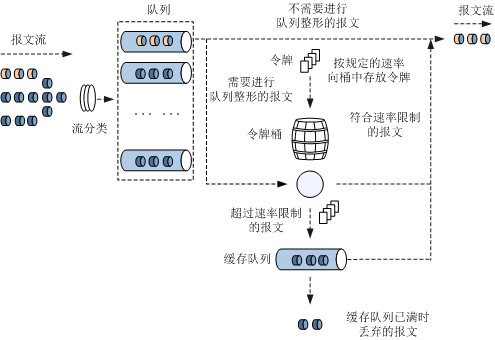 报文流
队列
不需要进行
队列整形的报文
报文流
令牌
按规定的速率
向桶中存放令牌
需要进行
队列整形的报文
流分类
... ...
令牌桶
符合速率限制
的报文
超过速率限制
的报文
缓存队列
缓存队列已满时
丢弃的报文